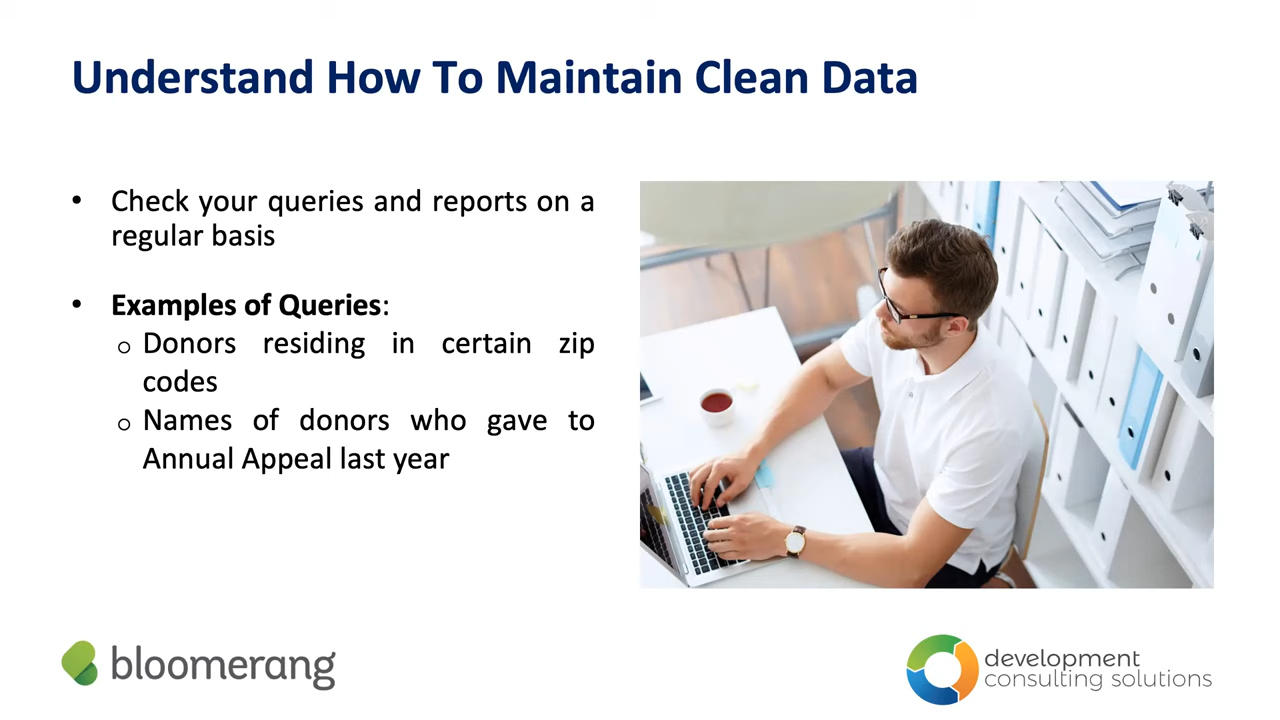 Understand How To Maintain Clean Data
• Check your queries and reports on a
regular basis
• Examples of Queries:
o Donors residing in certain zip
codes
o Names of donors who gave to
Annual Appeal last year
bloomerang
development
consulting solutions